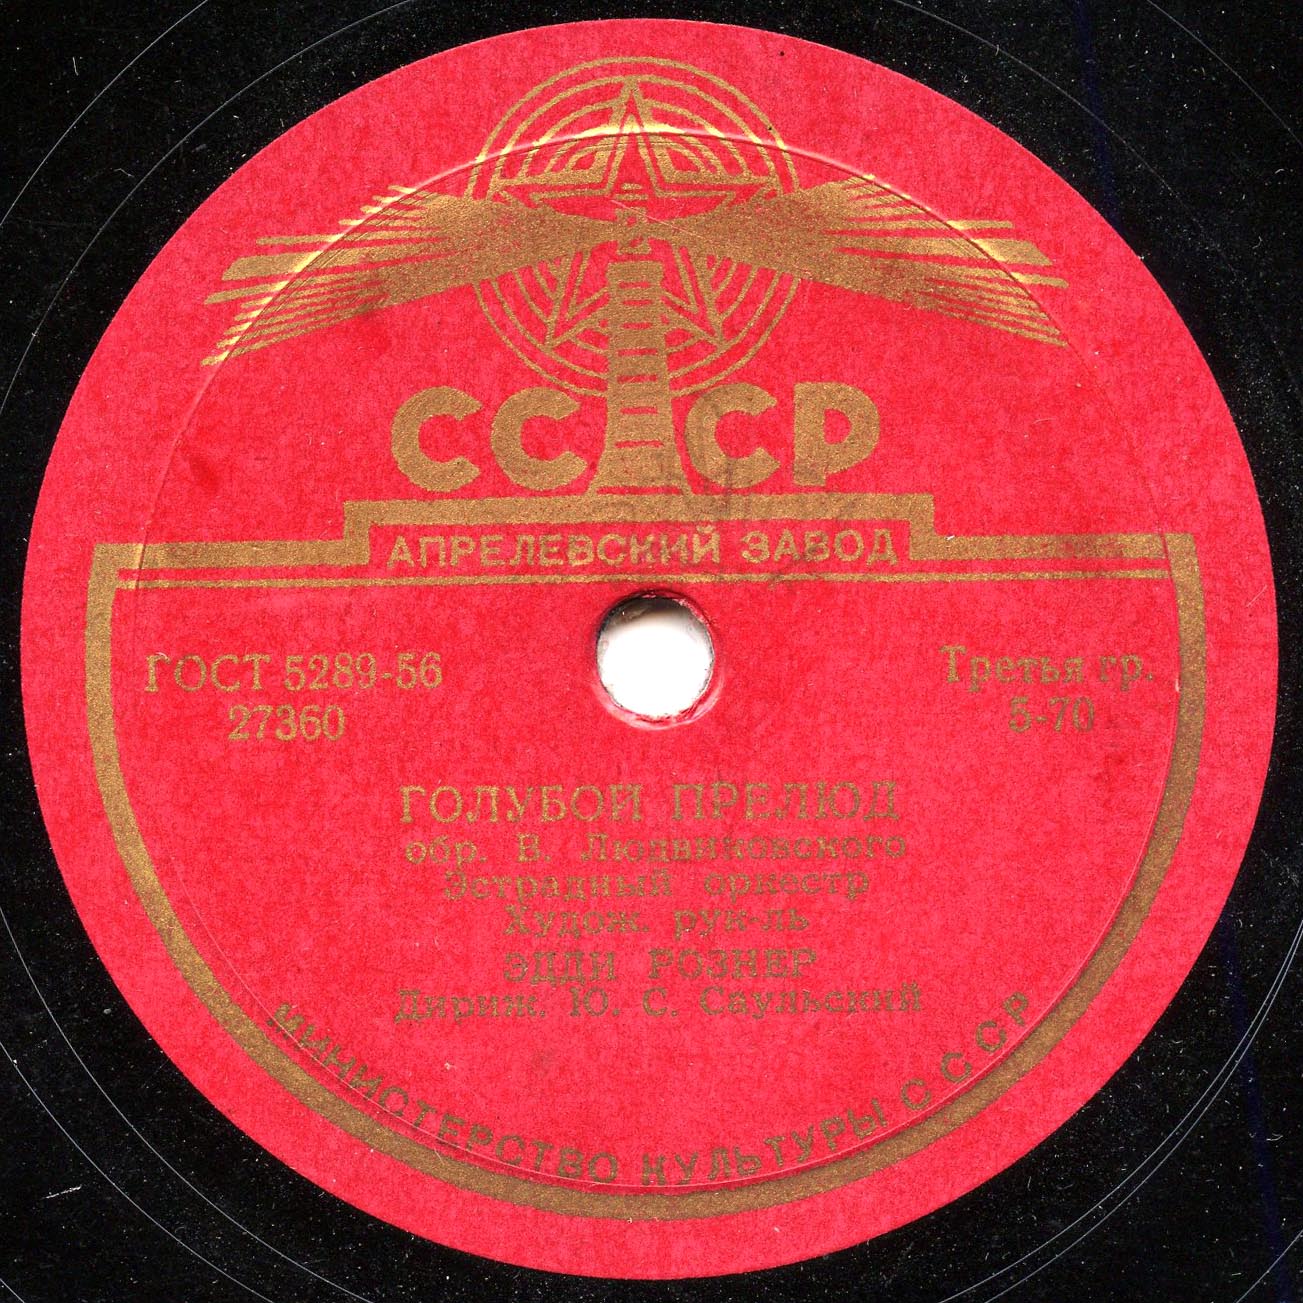 СССР
АПРЕЛЕВСКИЙ ЗАВОД
ГОСТ 5289-56
27360
Третья гр.
5-70
ГОЛУБОЙ ПРЕЛЮД
обр. В. Людвиковского
Эстрадный оркестр
Худож. рук-ль
ЭДДИ РОЗНЕР
Дириж. Ю. С. Саульский
МИНИСТЕРСТВО КУЛЬТУРЫ СССР